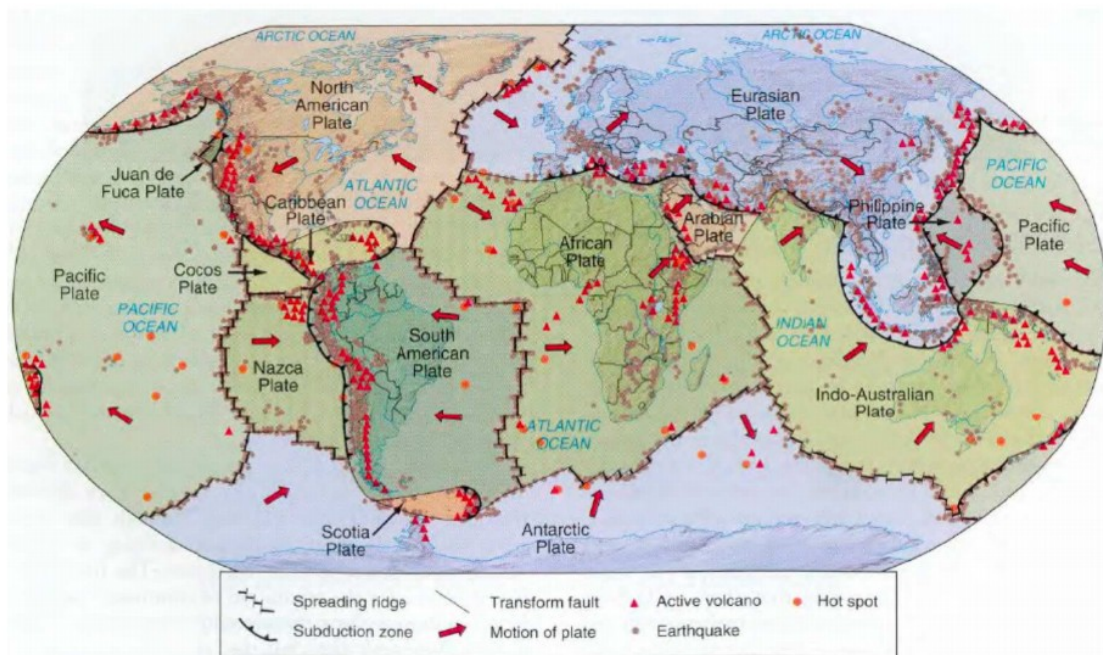 ARCTIC OCEAN
ARCTIC OCEAN
North
American
Plate
Eurasian
Plate
Juan de
Fuca Plate
ATLANTIC
OCEAN
Caribbean
Plate
PACIFIC
OCEAN
Philippine
Plate
Arabian
Plate
African
Plate
Pacific
Plate
Cocos
Plate
Pacific
Plate
PACIFIC
OCEAN
South
American
Plate
INDIAN
OCEAN
Nazca
Plate
Indo-Australian
Plate
ATLANTIC
OCEAN
Scotia
Plate
Antarctic
Plate
Spreading ridge
Transform fault
Active volcano
Hot spot
Subduction zone
Motion of plate
Earthquake